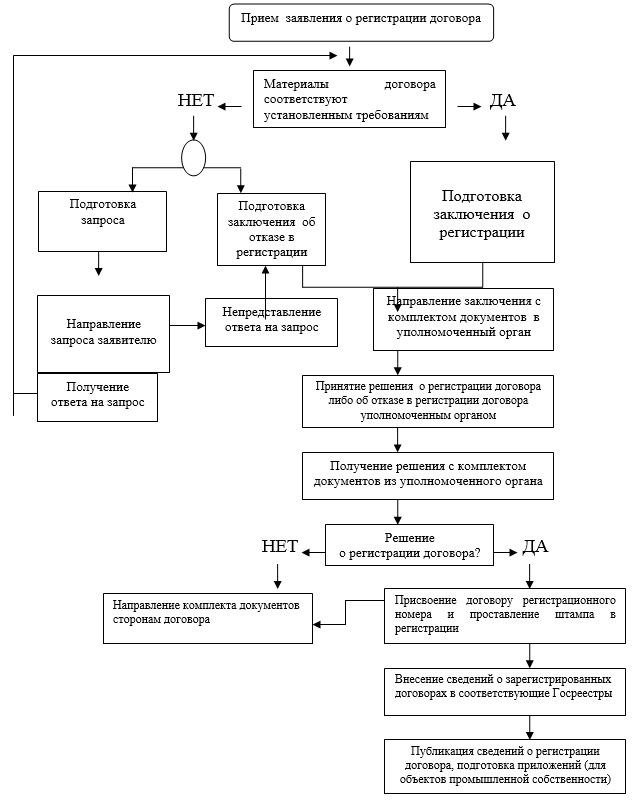 Прием заявления о регистрации договора
Материалы договора
соответствуют
установленным требованиям
НЕТ
ДА
Подготовка
запроса
Подготовка
заключения об
отказе в
регистрации
Подготовка
заключения о
регистрации
Направление
запроса заявителю
Непредставление
ответа на запрос
Направление заключения с
комплектом документов в
уполномоченный орган
Получение
ответа на запрос
Принятие решения о регистрации договора
либо об отказе в регистрации договора
уполномоченным органом
Получение решения с комплектом
документов из уполномоченного органа
Решение
о регистрации договора?
НЕТ
ДА
Направление комплекта документов
сторонам договора
Присвоение договору регистрационного
номера и проставление штампа в
регистрации
Внесение сведений о зарегистрированных
договорах в соответствующие Госреестры
Публикация сведений о регистрации
договора, подготовка приложений (для
объектов промышленной собственности)